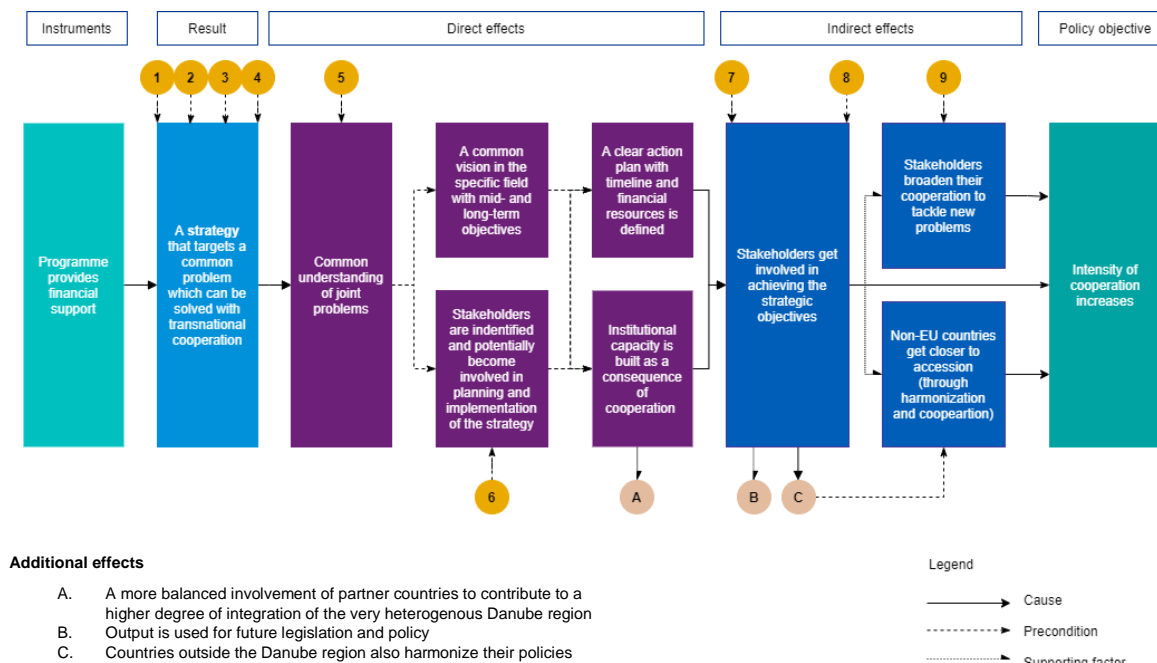 Instruments
Result
Direct effects
Indirect effects
Policy objective
1
2
3
4
5
7
8
9
Programme
provides
financial
support
A strategy
that targets a
common
problem
which can be
solved with
transnational
cooperation
Common
understanding
of joint
problems
A common
vision in the
specific field
with mid- and
long-term
objectives
Stakeholders
are indentified
and potentially
become
involved in
planning and
implementation
of the strategy
A clear action
plan with
timeline and
financial
resources is
defined
Institutional
capacity is
built as a
consequence
of
cooperation
Stakeholders get
involved in
achieving the
strategic
objectives
Stakeholders
broaden their
cooperation to
tackle new
problems
Non-EU countries
get closer to
accession
(through
harmonization
and coopeartion)
Intensity of
cooperation
increases
6
A
B
C
Additional effects
A. A more balanced involvement of partner countries to contribute to a
higher degree of integration of the very heterogenous Danube region
B. Output is used for future legislation and policy
C. Countries outside the Danube region also harmonize their policies
Legend
Cause
Precondition
Supporting factor